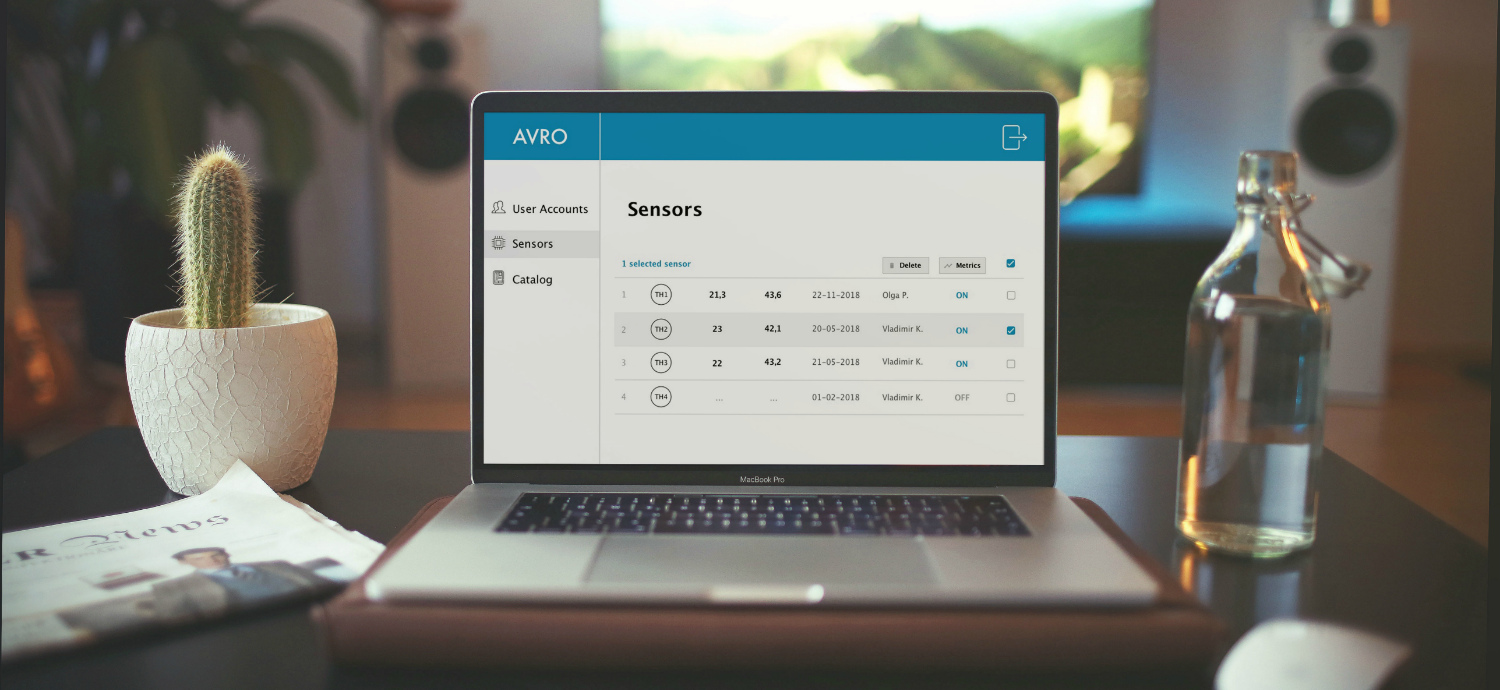 AVRO
User Accounts
Sensors
Catalog
Sensors
1 selected sensor Delete Metrics
1 TH1 21,3 43,6 22-11-2018 Olga P. ON
2 TH2 23 42,1 20-05-2018 Vladimir K. ON
3 TH3 22 43,2 21-05-2018 Vladimir K. ON
4 TH4 ... ... 01-02-2018 Vladimir K. OFF
MacBook Pro
News